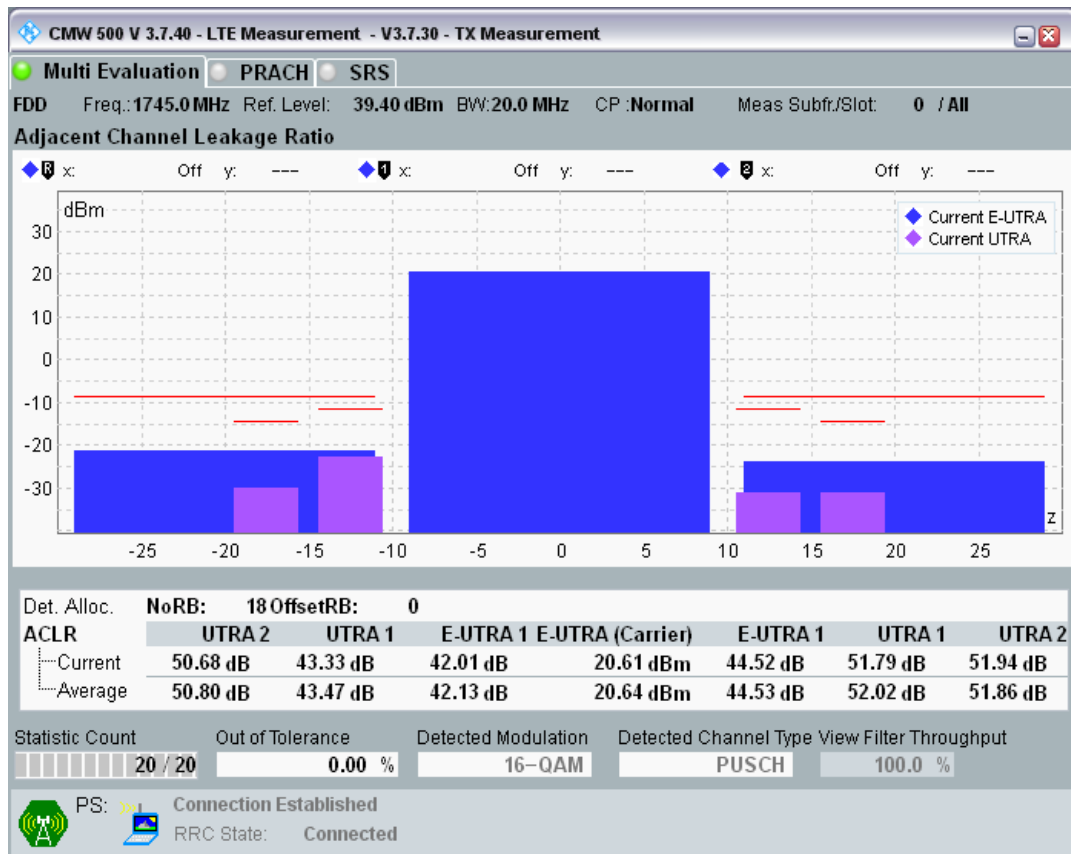 CMW 500 V 3.7.40 - LTE Measurement - V3.7.30 - TX Measurement
Multi Evaluation PRACH SRS
FDD Freq.:1745.0 MHz Ref. Level: 39.40 dBm BW:20.0 MHz CP :Normal Meas Subfr./Slot: 0 / All
Adjacent Channel Leakage Ratio
R x: Off y: --- 1 x: Off y: --- 2 x: Off y: ---
dBm
Current E-UTRA
Current UTRA
30
20
10
0
-10
-20
-30
z
-25 -20 -15 -10 -5 0 5 10 15 20 25
Det. Alloc. NoRB: 18 OffsetRB: 0
ACLR UTRA 2 UTRA 1 E-UTRA 1 E-UTRA (Carrier) E-UTRA 1 UTRA 1 UTRA 2
Current 50.68 dB 43.33 dB 42.01 dB 20.61 dBm 44.52 dB 51.79 dB 51.94 dB
Average 50.80 dB 43.47 dB 42.13 dB 20.64 dBm 44.53 dB 52.02 dB 51.86 dB
Statistic Count Out of Tolerance Detected Modulation Detected Channel Type View Filter Throughput
20 / 20 0.00 % 16-QAM PUSCH 100.0 %
PS: Connection Established
RRC State: Connected